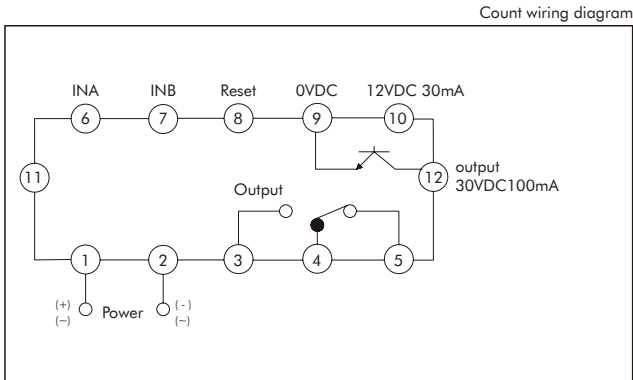 Count wiring diagram
INA INB Reset 0VDC 12VDC 30mA
6 7 8 9 10
11 12 output
30VDC100mA
Output
1 2 3 4 5
(+) Power (-)
(~) (~)